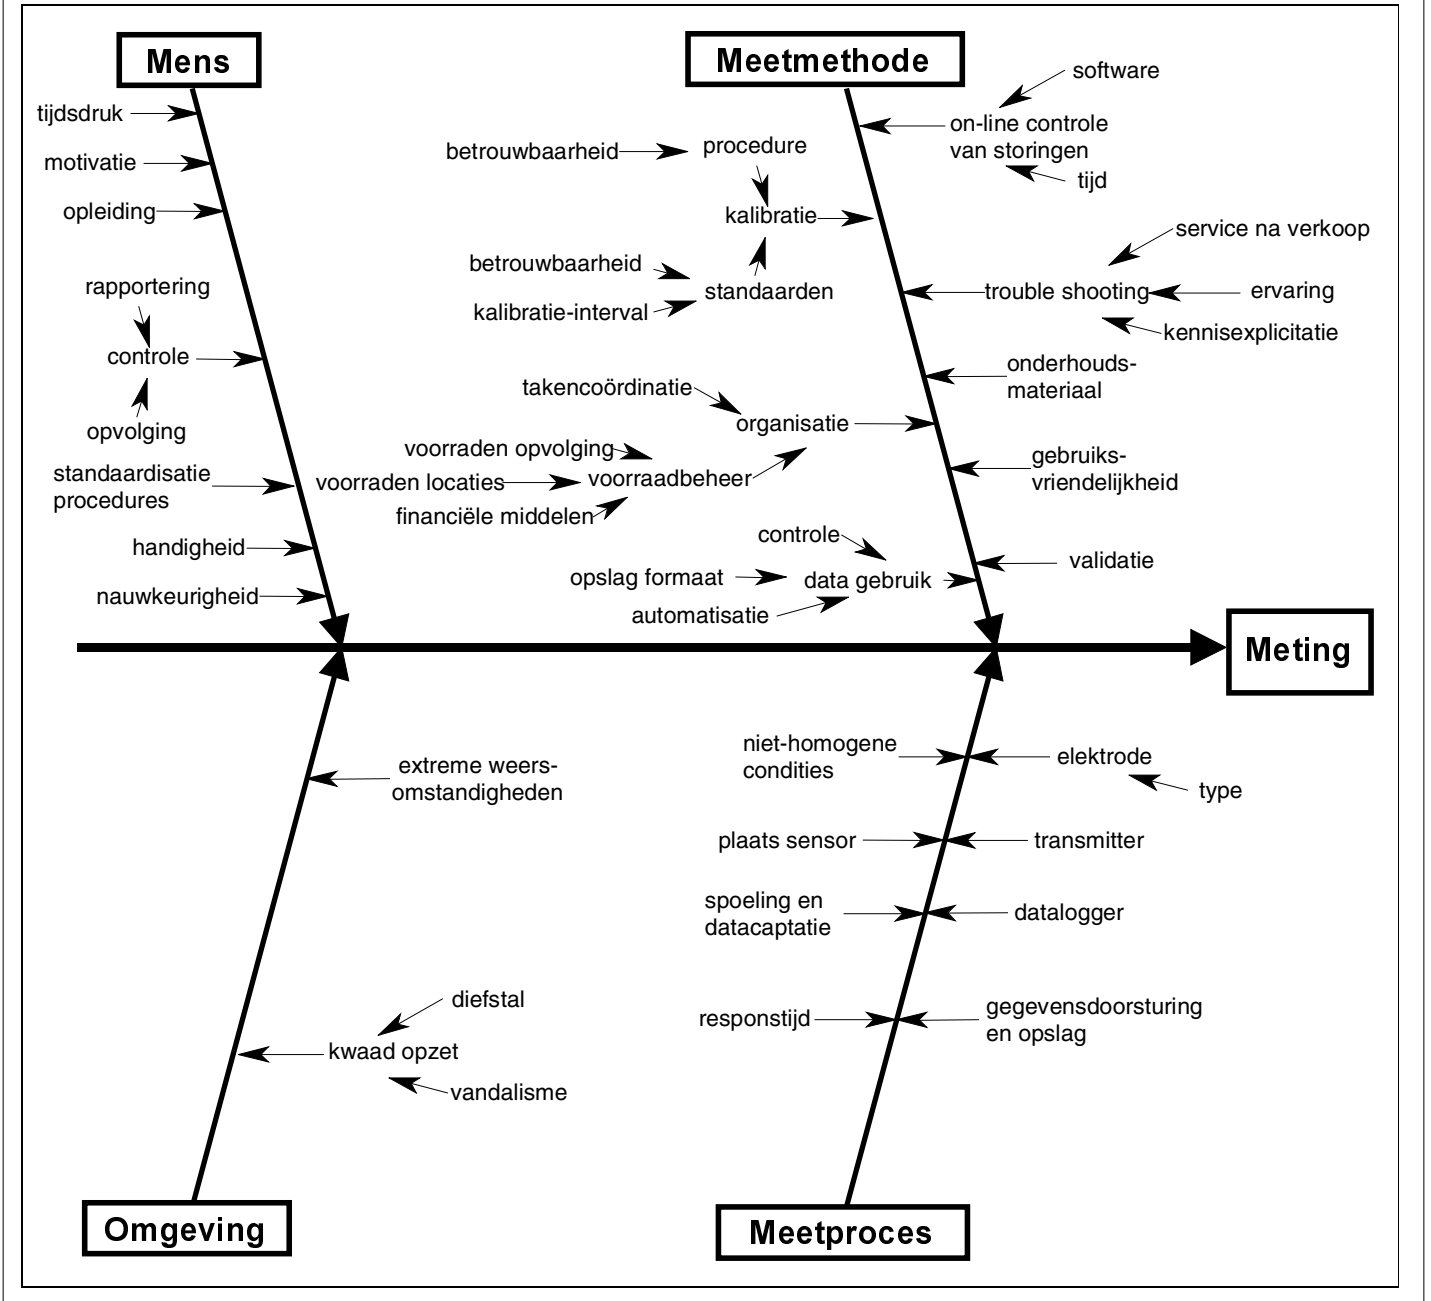 Mens
tijdsdruk
motivatie
opleiding
rapportering
controle
opvolging
standaardisatie
procedures
handigheid
nauwkeurigheid
Meetmethode
software
on-line controle
van storingen
tijd
betrouwbaarheid
procedure
kalibratie
betrouwbaarheid
standaarden
kalibratie-interval
service na verkoop
trouble shooting
ervaring
kennisexplicitatie
onderhouds-
materiaal
takencoördinatie
organisatie
voorraden opvolging
voorraden locaties
voorraadbeheer
financiële middelen
gebruiks-
vriendelijkheid
controle
opslag formaat
data gebruik
automatisatie
validatie
Meting
extreme weers-
omstandigheden
diefstal
kwaad opzet
vandalisme
Omgeving
niet-homogene
condities
elektrode
type
plaats sensor
transmitter
spoeling en
datacaptatie
datalogger
responstijd
gegevensdoorsturing
en opslag
Meetproces